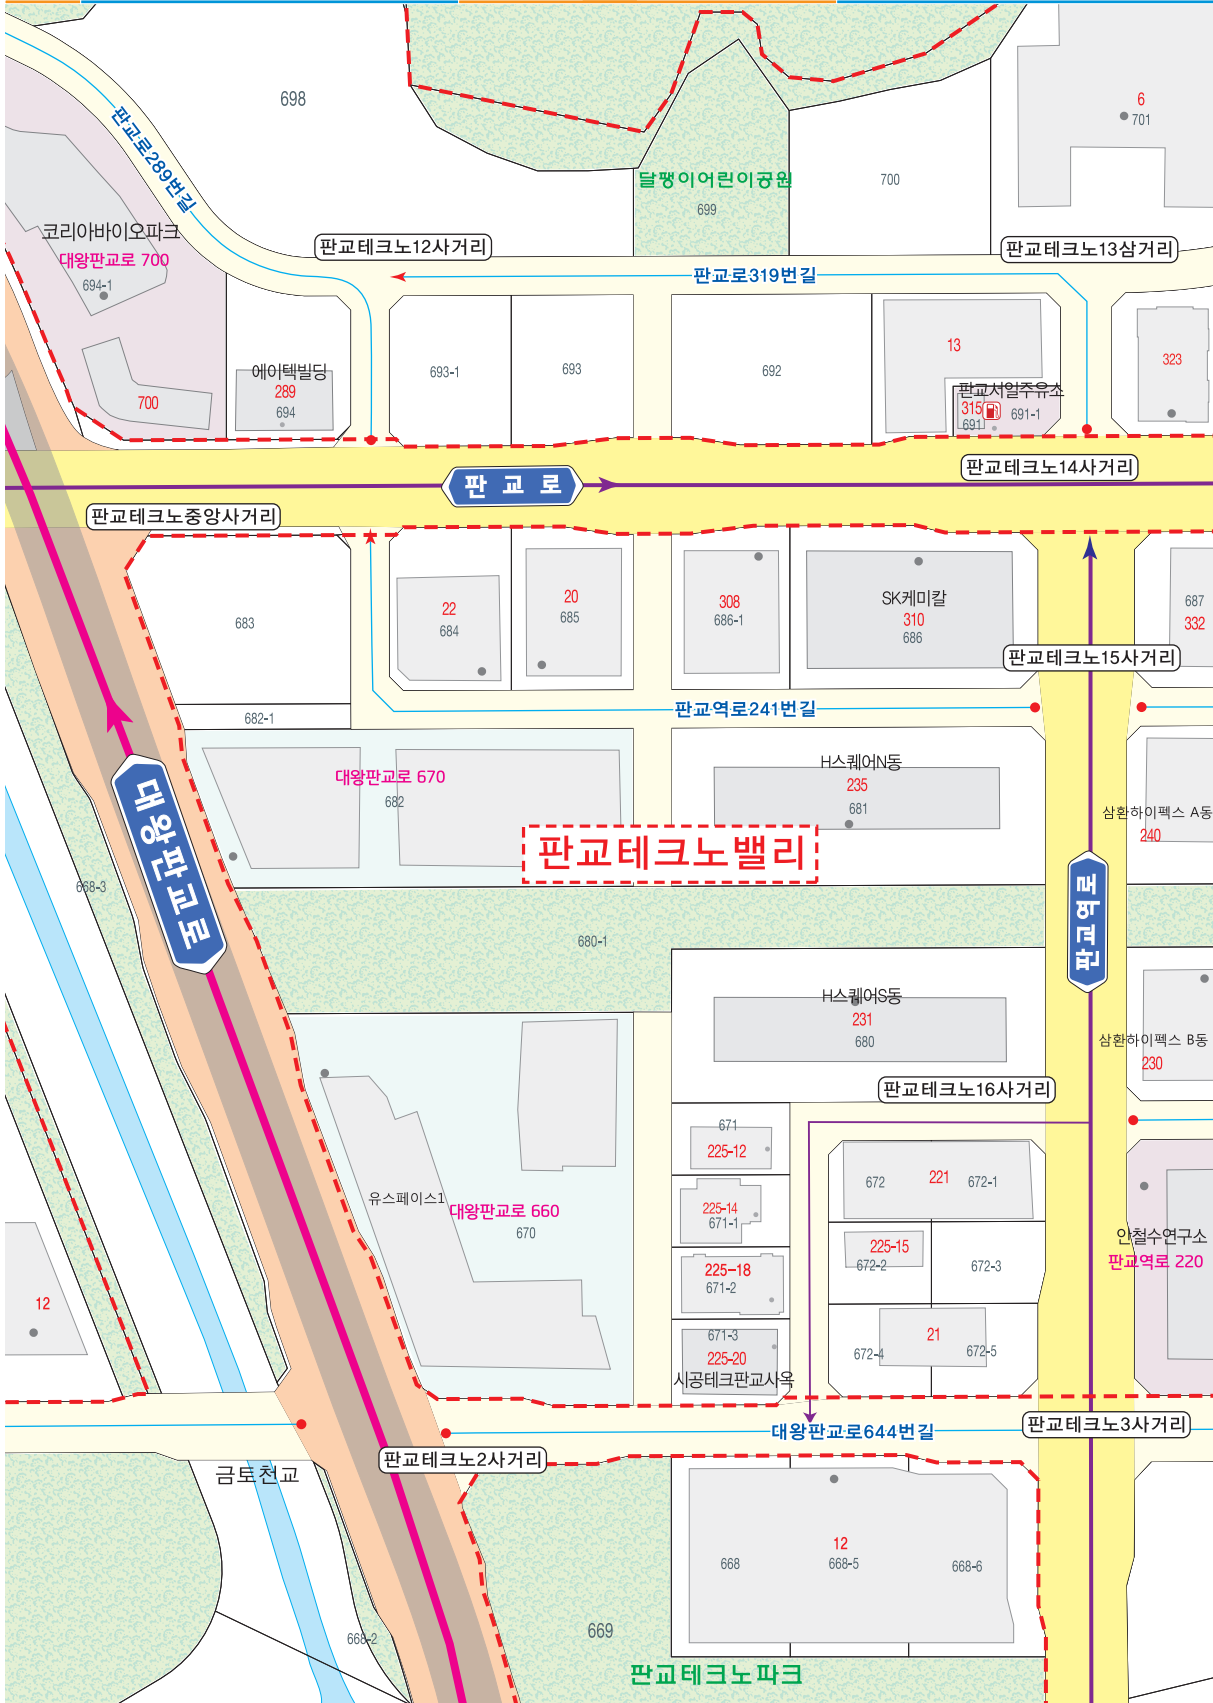 698
6
701
판교로289번길
달팽이어린이공원
700
699
코리아바이오파크
대왕판교로 700
694-1
판교테크노12사거리
판교테크노13삼거리
판교로319번길
13
323
에이텍빌딩
289
694
693-1
693
692
700
판교서일주유소
315
691
691-1
판교테크노14사거리
판 교 로
판교테크노중앙사거리
683
22
684
20
685
308
686-1
SK케미칼
310
686
687
332
판교테크노15사거리
682-1
판교역로241번길
대왕판교로 670
682
H스퀘어N동
235
681
삼환하이펙스 A동
240
대왕판교로
판교테크노밸리
668-3
판교역로
680-1
H스퀘어S동
231
680
삼환하이펙스 B동
230
판교테크노16사거리
671
225-12
672
221
672-1
유스페이스1
대왕판교로 660
670
225-14
671-1
225-15
672-2
672-3
안철수연구소
판교역로 220
225-18
671-2
12
671-3
225-20
시공테크판교사옥
21
672-4
672-5
대왕판교로644번길
판교테크노3사거리
판교테크노2사거리
금토천교
12
668
668-5
668-6
669
668-2
판교테크노파크